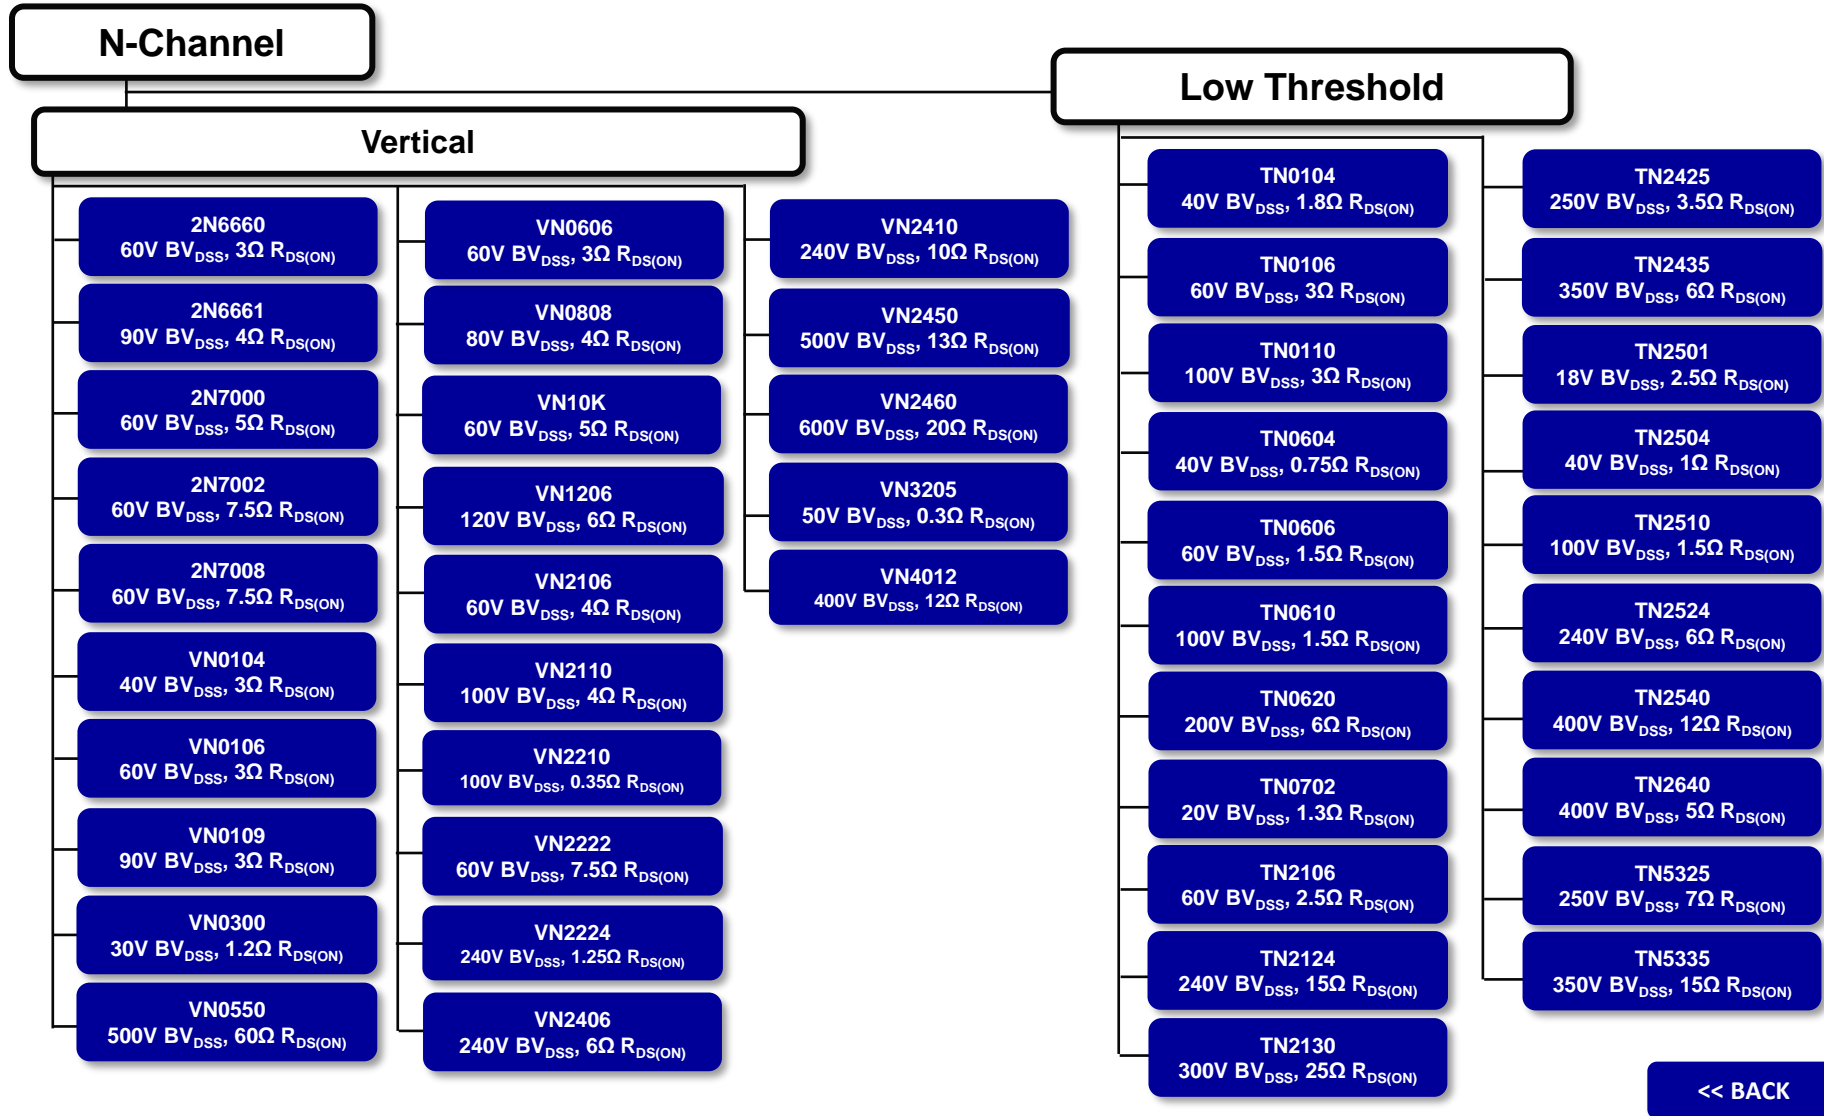 N-Channel
Vertical
2N6660
60V BVDSS, 3Ω RDS(ON)
2N6661
90V BVDSS, 4Ω RDS(ON)
2N7000
60V BVDSS, 5Ω RDS(ON)
2N7002
60V BVDSS, 7.5Ω RDS(ON)
2N7008
60V BVDSS, 7.5Ω RDS(ON)
VN0104
40V BVDSS, 3Ω RDS(ON)
VN0106
60V BVDSS, 3Ω RDS(ON)
VN0109
90V BVDSS, 3Ω RDS(ON)
VN0300
30V BVDSS, 1.2Ω RDS(ON)
VN0550
500V BVDSS, 60Ω RDS(ON)
VN0606
60V BVDSS, 3Ω RDS(ON)
VN0808
80V BVDSS, 4Ω RDS(ON)
VN10K
60V BVDSS, 5Ω RDS(ON)
VN1206
120V BVDSS, 6Ω RDS(ON)
VN2106
60V BVDSS, 4Ω RDS(ON)
VN2110
100V BVDSS, 4Ω RDS(ON)
VN2210
100V BVDSS, 0.35Ω RDS(ON)
VN2222
60V BVDSS, 7.5Ω RDS(ON)
VN2224
240V BVDSS, 1.25Ω RDS(ON)
VN2406
240V BVDSS, 6Ω RDS(ON)
VN2410
240V BVDSS, 10Ω RDS(ON)
VN2450
500V BVDSS, 13Ω RDS(ON)
VN2460
600V BVDSS, 20Ω RDS(ON)
VN3205
50V BVDSS, 0.3Ω RDS(ON)
VN4012
400V BVDSS, 12Ω RDS(ON)
Low Threshold
TN0104
40V BVDSS, 1.8Ω RDS(ON)
TN0106
60V BVDSS, 3Ω RDS(ON)
TN0110
100V BVDSS, 3Ω RDS(ON)
TN0604
40V BVDSS, 0.75Ω RDS(ON)
TN0606
60V BVDSS, 1.5Ω RDS(ON)
TN0610
100V BVDSS, 1.5Ω RDS(ON)
TN0620
200V BVDSS, 6Ω RDS(ON)
TN0702
20V BVDSS, 1.3Ω RDS(ON)
TN2106
60V BVDSS, 2.5Ω RDS(ON)
TN2124
240V BVDSS, 15Ω RDS(ON)
TN2130
300V BVDSS, 25Ω RDS(ON)
TN2425
250V BVDSS, 3.5Ω RDS(ON)
TN2435
350V BVDSS, 6Ω RDS(ON)
TN2501
18V BVDSS, 2.5Ω RDS(ON)
TN2504
40V BVDSS, 1Ω RDS(ON)
TN2510
100V BVDSS, 1.5Ω RDS(ON)
TN2524
240V BVDSS, 6Ω RDS(ON)
TN2540
400V BVDSS, 12Ω RDS(ON)
TN2640
400V BVDSS, 5Ω RDS(ON)
TN5325
250V BVDSS, 7Ω RDS(ON)
TN5335
350V BVDSS, 15Ω RDS(ON)
<< BACK